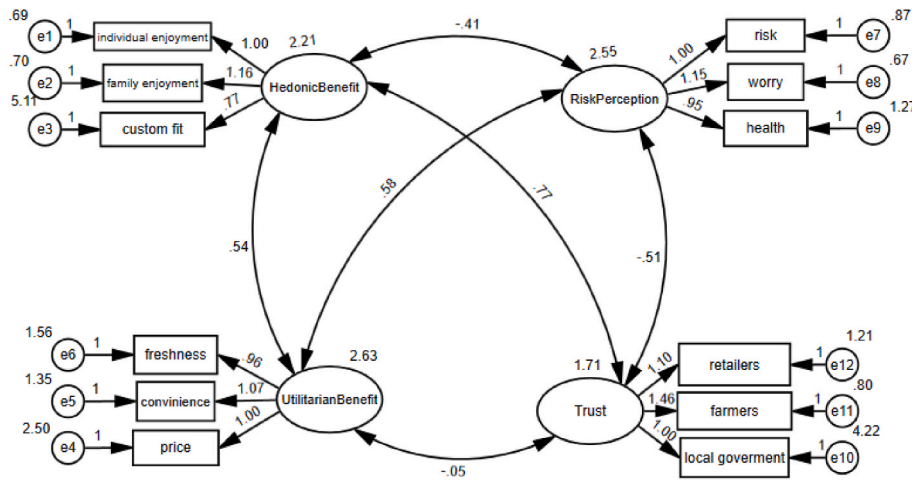 .69
e1
1
individual enjoyment
1.00
2.21
-.41
2.55
1.00
risk
1
.87
e7
.70
e2
1
family enjoyment
1.16
HedonicBenefit
RiskPerception
1.15
worry
1
.67
e8
5.11
e3
1
custom fit
.77
.95
health
1
1.27
e9
.58
.77
.54
-.51
1.56
e6
1
freshness
.96
2.63
1.71
1.10
retailers
1
1.21
e12
1.35
e5
1
convinience
1.07
UtilitarianBenefit
Trust
1.46
farmers
1
.80
e11
2.50
e4
1
price
1.00
1.00
local goverment
1
4.22
e10
-.05